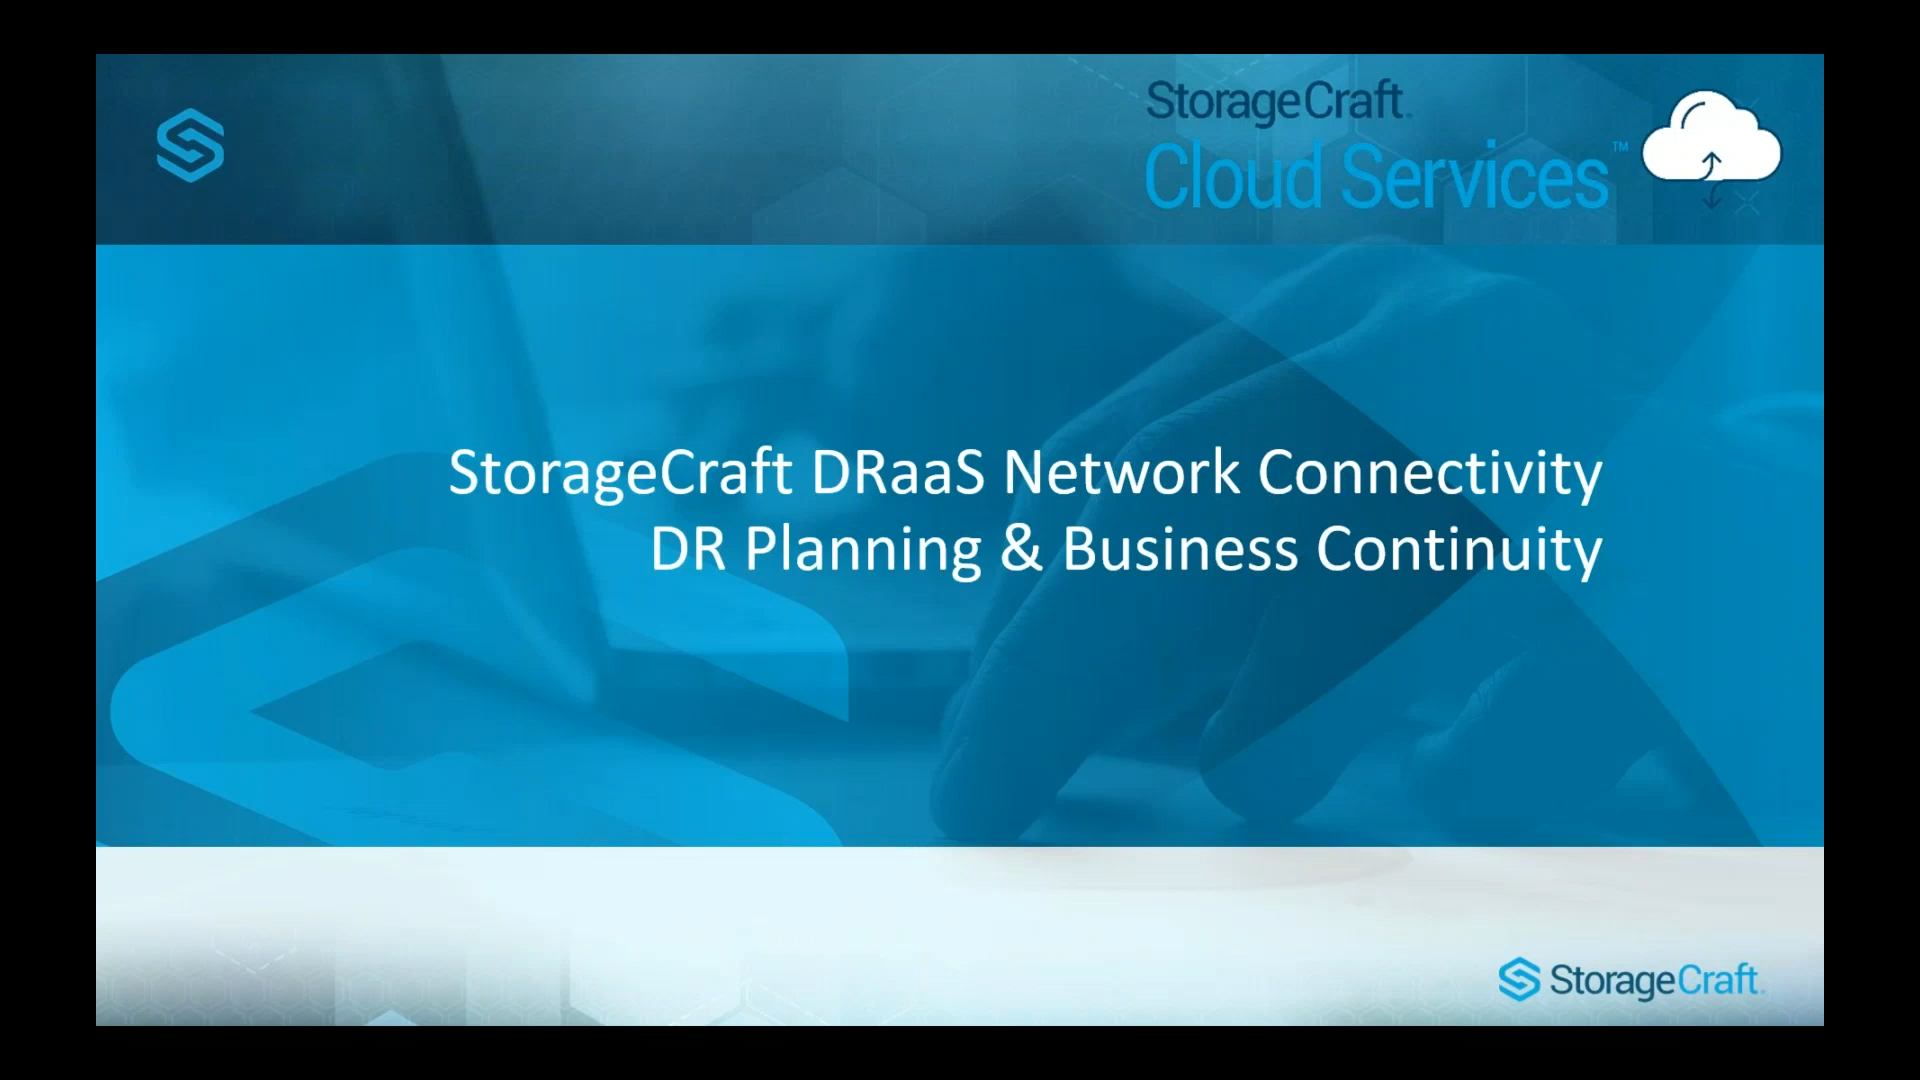 StorageCraft
Cloud Services™
StorageCraft DRaaS Network Connectivity
DR Planning & Business Continuity
StorageCraft